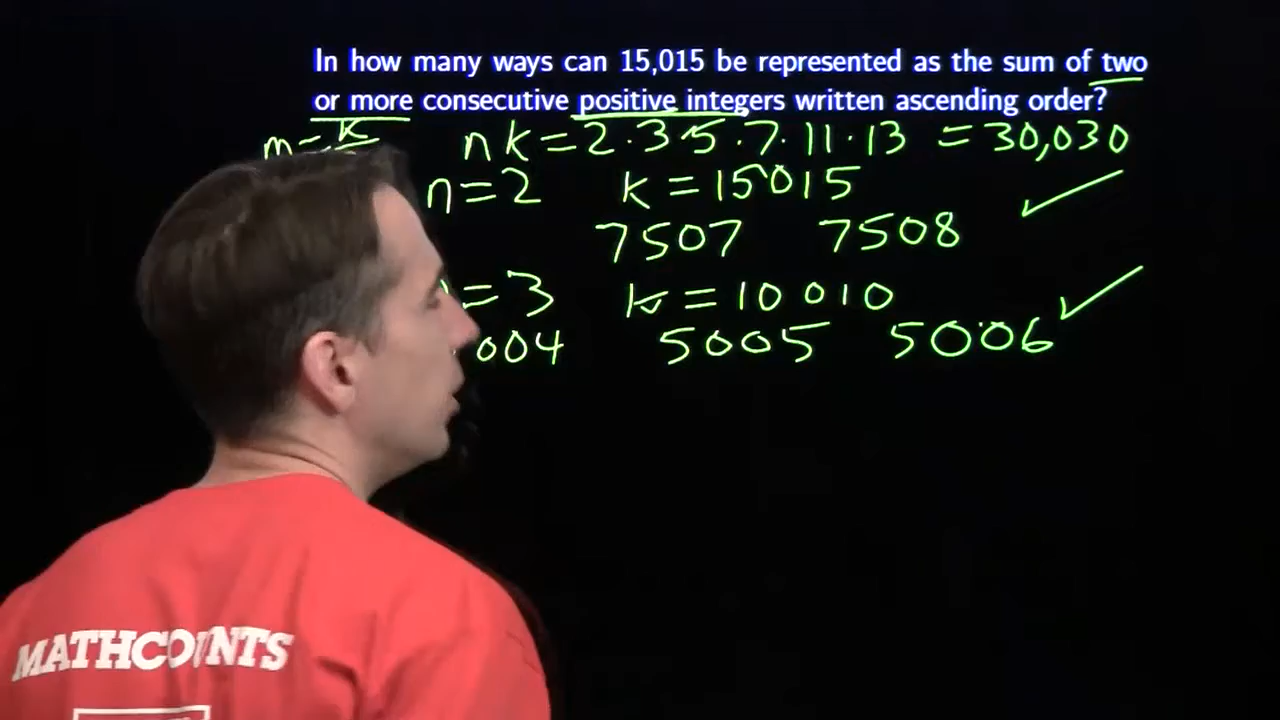 In how many ways can 15,015 be represented as the sum of two
or more consecutive positive integers written ascending order?
n k = 2 · 3 · 5 · 7 · 11 · 13 = 30,030
n = 2 k = 15015
7507 7508
= 3 k = 10010
004 5005 5006
MATHCOUNTS